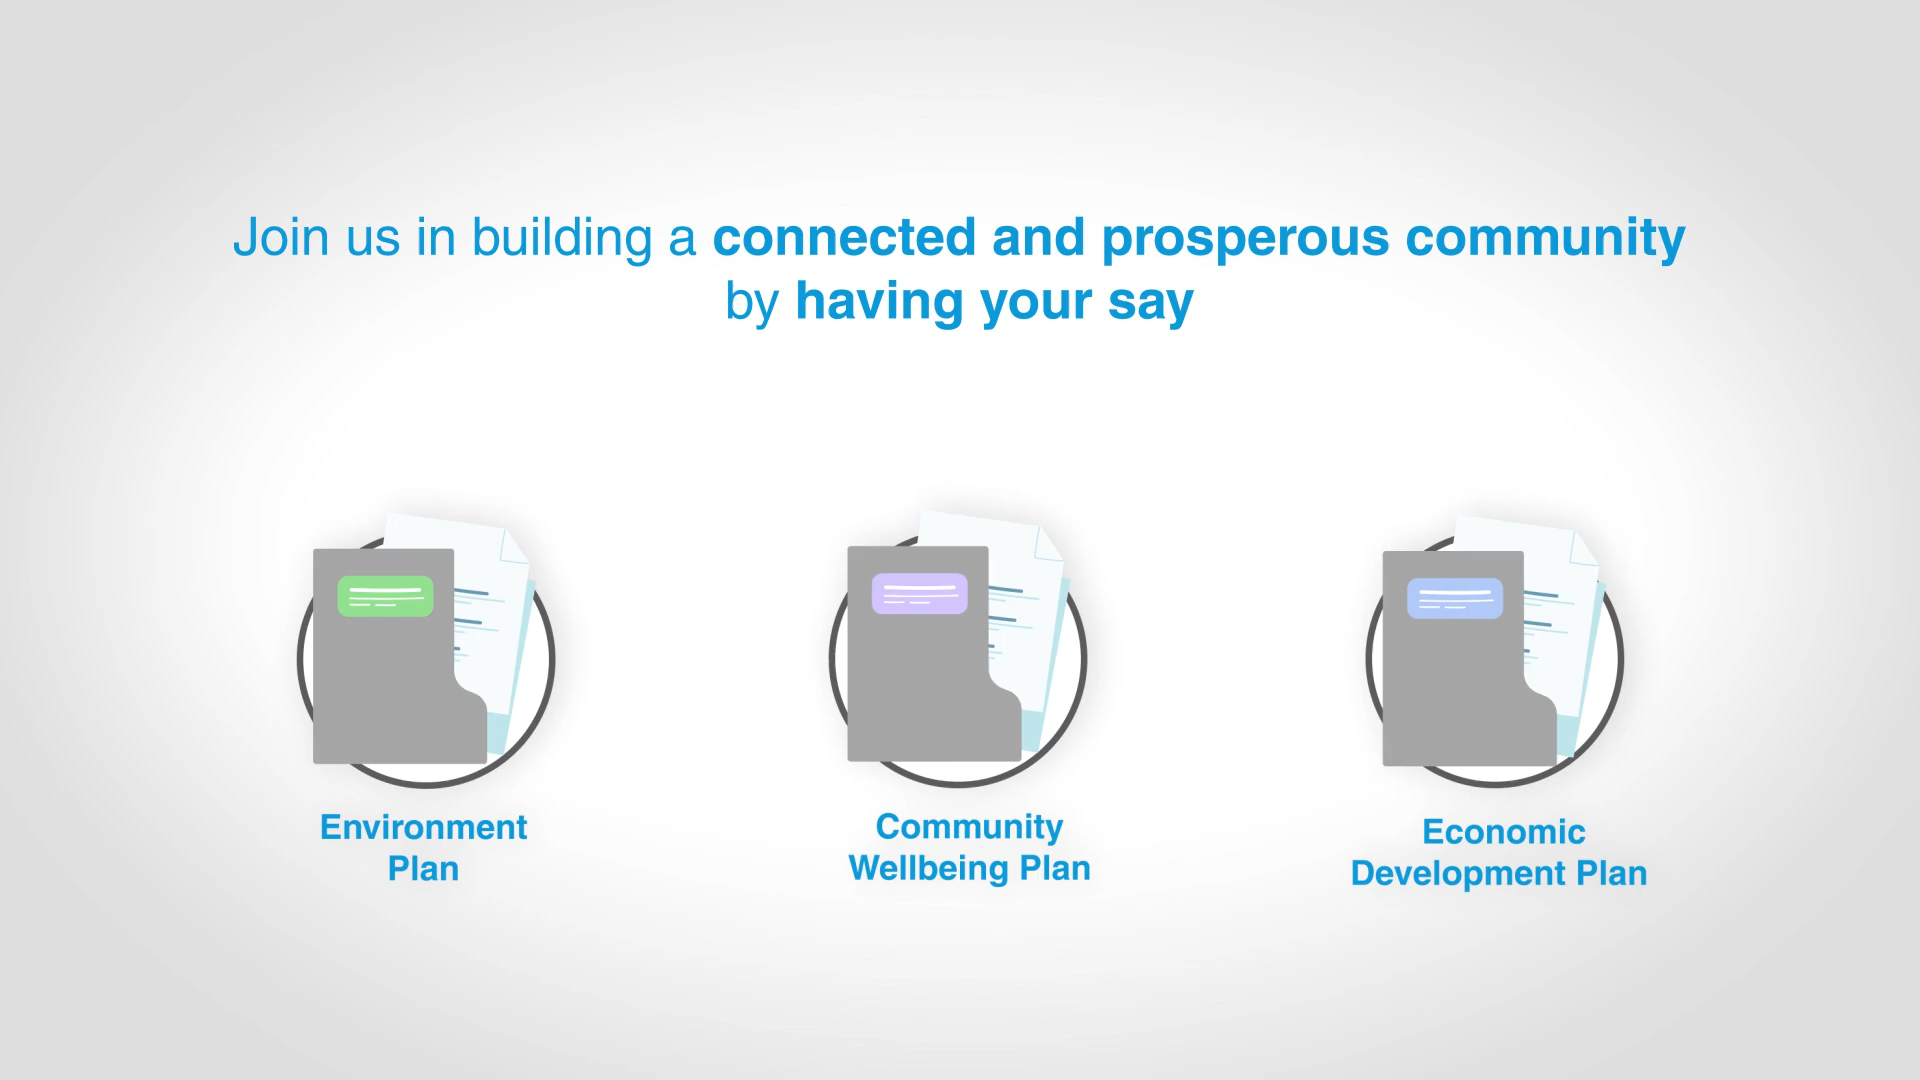 Join us in building a connected and prosperous community
by having your say
Environment
Plan
Community
Wellbeing Plan
Economic
Development Plan